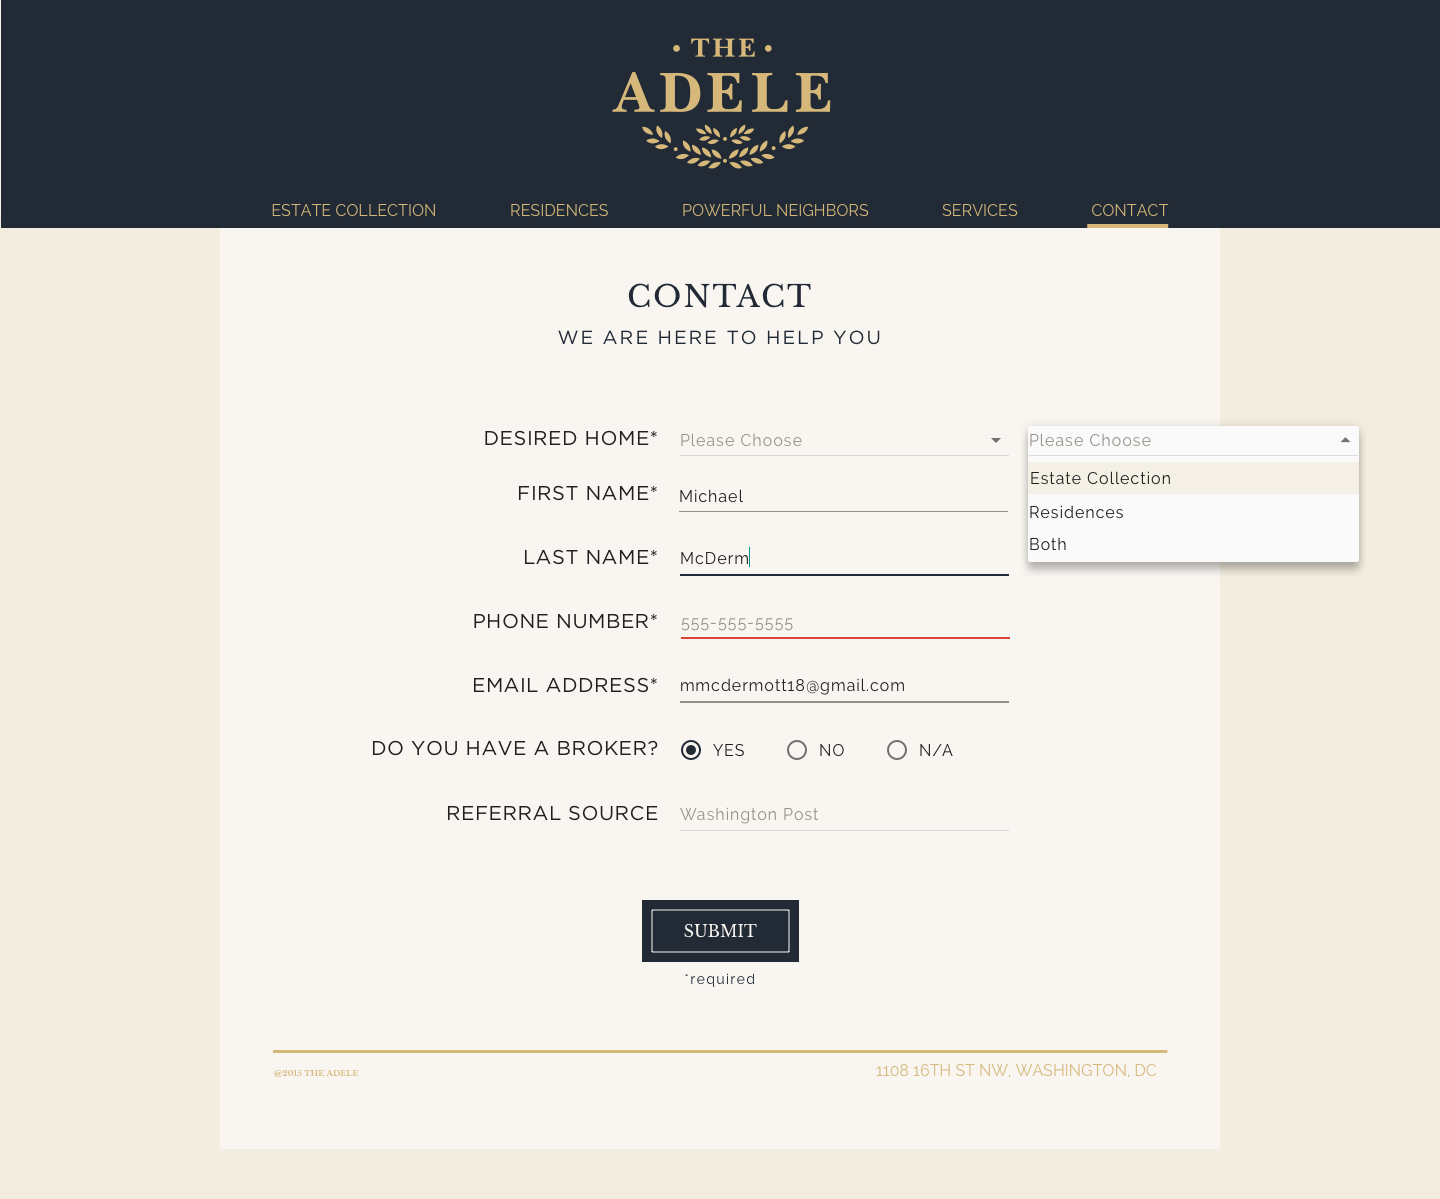 • THE •
ADELE
ESTATE COLLECTION RESIDENCES POWERFUL NEIGHBORS SERVICES CONTACT
CONTACT
WE ARE HERE TO HELP YOU
DESIRED HOME* Please Choose Please Choose
Estate Collection
FIRST NAME* Michael
Residences
Both
LAST NAME* McDerm
PHONE NUMBER* 555-555-5555
EMAIL ADDRESS* mmcdermott18@gmail.com
DO YOU HAVE A BROKER? YES NO N/A
REFERRAL SOURCE Washington Post
SUBMIT
*required
@2015 THE ADELE 1108 16TH ST NW, WASHINGTON, DC